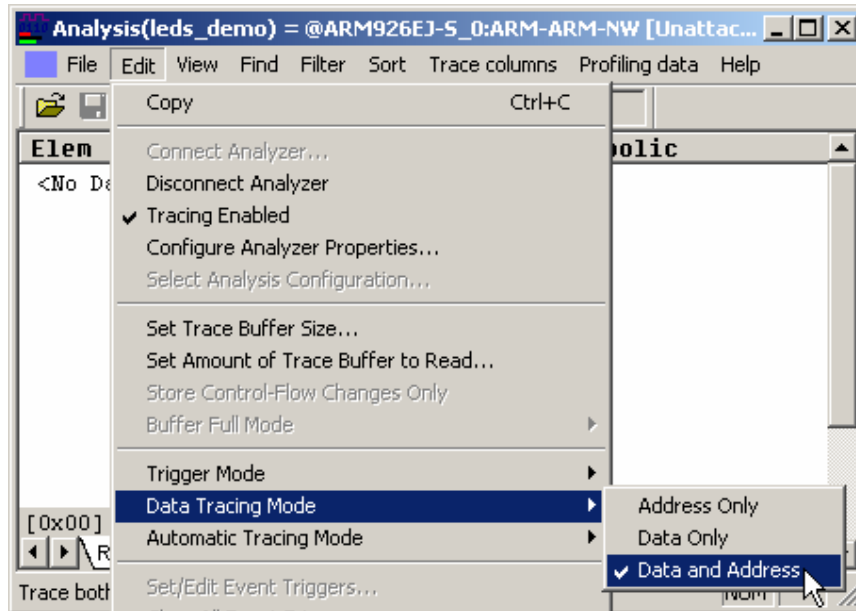 Analysis(leds_demo) = @ARM926EJ-S_0:ARM-ARM-NW [Unattac...
File Edit View Find Filter Sort Trace columns Profiling data Help
Copy Ctrl+C
Elem
Connect Analyzer...
Disconnect Analyzer
Tracing Enabled
Configure Analyzer Properties...
Select Analysis Configuration...
Set Trace Buffer Size...
Set Amount of Trace Buffer to Read...
Store Control-Flow Changes Only
Buffer Full Mode
Trigger Mode
Data Tracing Mode
Address Only
[0x00]
Automatic Tracing Mode
Data Only
Data and Address
Trace both
Set/Edit Event Triggers...
<No
olic